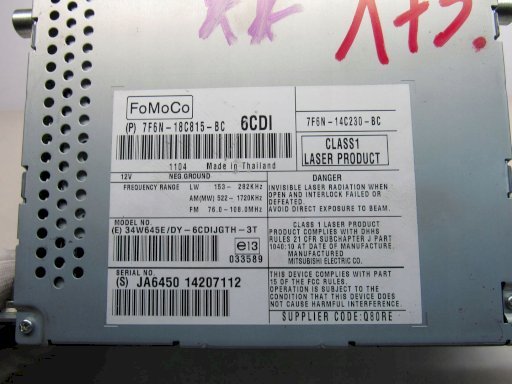 KK 175.
FoMoCo
(P) 7F6N-18C815-BC 6CDI
7F6N-14C230-BC
1104 Made in Thailand
CLASS1
LASER PRODUCT
12V NEG.GROUND
FREQUENCY RANGE LW 153- 282KHz
AM(MW) 522- 1720KHz
FM 76.0-108.0MHz
DANGER
INVISIBLE LASER RADIATION WHEN
OPEN AND INTERLOCK FAILED OR
DEFEATED.
AVOID DIRECT EXPOSURE TO BEAM.
MODEL NO.
(E) 34W645E/DY-6CDIJGTH-3T
e13
033589
CLASS 1 LASER PRODUCT
PRODUCT COMPLIES WITH DHHS
RULES 21 CFR SUBCHAPTER J PART
1040:10 AT DATE OF MANUFACTURE.
MANUFACTURED
MITSUBISHI ELECTRIC CO.
SERIAL NO.
(S) JA6450 14207112
THIS DEVICE COMPLIES WITH PART
15 OF THE FCC RULES.
OPERATION IS SUBJECT TO THE
CONDITION THAT THIS DEVICE DOES
NOT CAUSE HARMFUL INTERFERENCE.
SUPPLIER CODE:Q80RE